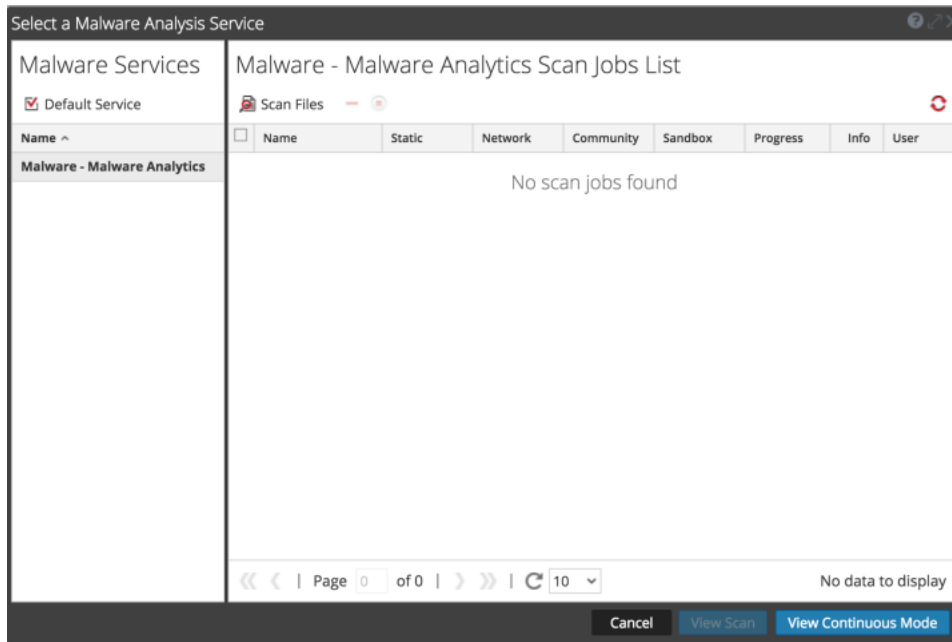 Select a Malware Analysis Service
Malware Services
Default Service
Name
Malware - Malware Analytics
Malware - Malware Analytics Scan Jobs List
Scan Files
Name Static Network Community Sandbox Progress Info User
No scan jobs found
Page 0 of 0 10 No data to display
Cancel View Scan View Continuous Mode